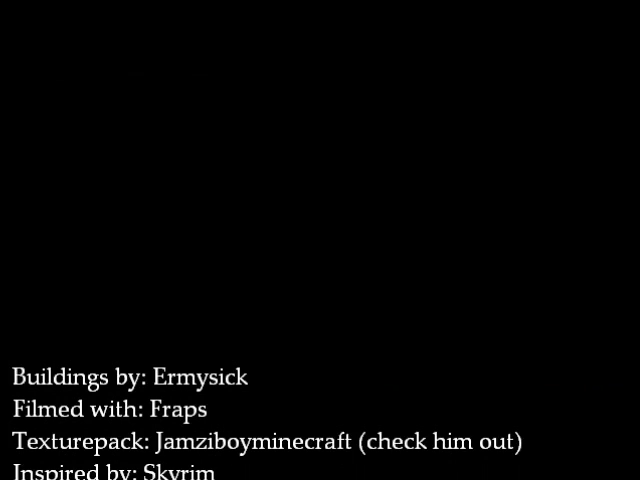 Buildings by: Ermysick
Filmed with: Fraps
Texturepack: Jamziboyminecraft (check him out)
Inspired by: Skyrim